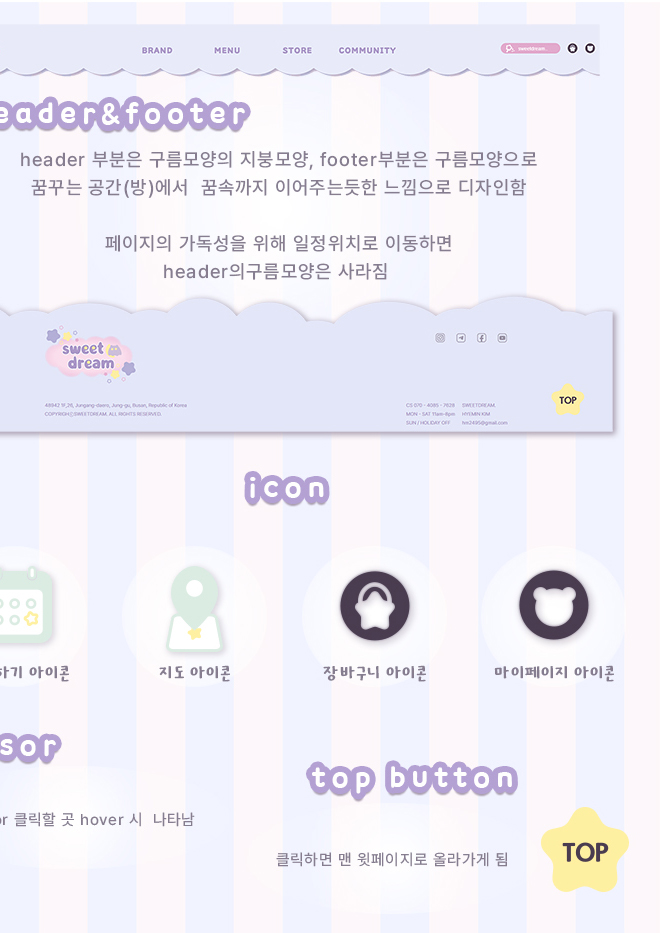 BRAND MENU STORE COMMUNITY sweetdream
eader&footer
header 부분은 구름모양의 지붕모양, footer부분은 구름모양으로
꿈꾸는 공간(방)에서 꿈속까지 이어주는듯한 느낌으로 디자인함
페이지의 가독성을 위해 일정위치로 이동하면
header의구름모양은 사라짐
sweet
dream
48942 1F,26, Jungang-daero, Jung-gu, Busan, Republic of Korea
COPYRIGHⓒSWEETDREAM. ALL RIGHTS RESERVED.
CS 070 - 4095 - 7628 SWEETDREAM.
MON - SAT 11am-8pm HYEMIN KIM
SUN / HOLIDAY OFF hm2495@gmail.com
TOP
icon
하기 아이콘
지도 아이콘
장바구니 아이콘
마이페이지 아이콘
sor
or 클릭할 곳 hover 시 나타남
top button
클릭하면 맨 윗페이지로 올라가게 됨
TOP